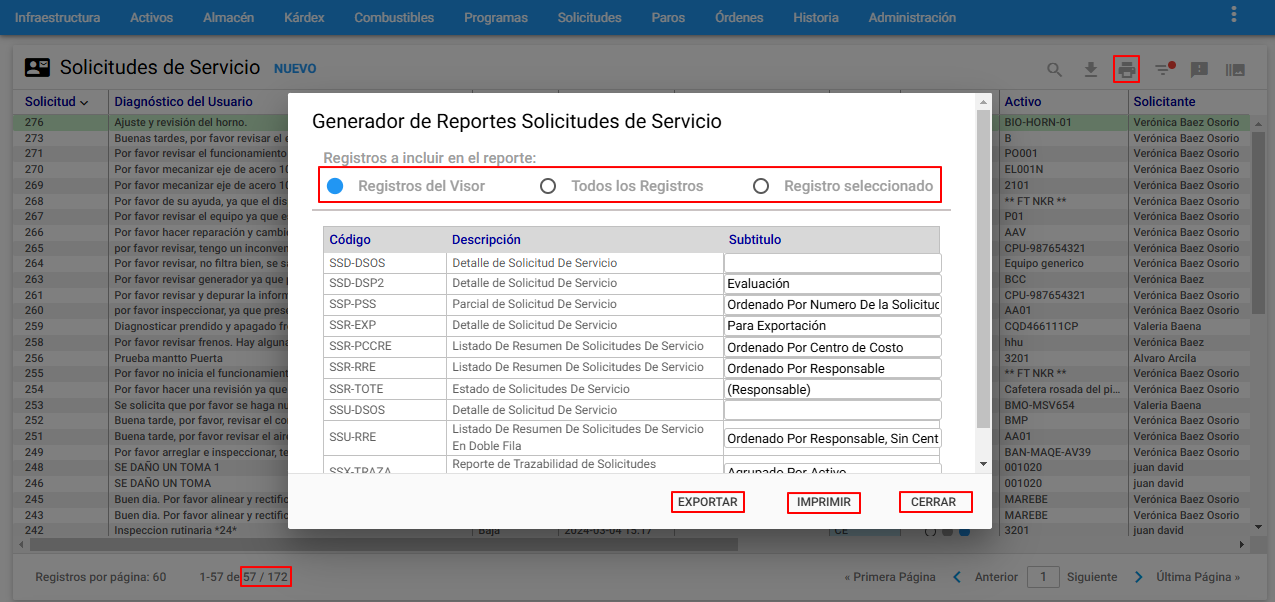 Infraestructura Activos Almacén Kárdex Combustibles Programas Solicitudes Paros Órdenes Historia Administración
Solicitudes de Servicio NUEVO
Solicitud Diagnóstico del Usuario Activo Solicitante
276 Ajuste y revisión del horno. BIO-HORN-01 Verónica Baez Osorio
273 Buenas tardes, por favor revisar el B Verónica Baez Osorio
271 Por favor revisar el funcionamiento PO001 Verónica Baez Osorio
270 Por favor mecanizar eje de acero 10 EL001N Verónica Baez Osorio
269 Por favor mecanizar eje de acero 10 2101 Verónica Baez Osorio
268 Por favor de su ayuda, ya que el dis ** FT NKR ** Verónica Baez Osorio
267 Por favor revisar el equipo ya que e P01 Verónica Baez Osorio
266 Por favor hacer reparación y cambi AAV Verónica Baez Osorio
265 por favor revisar, tengo un inconven CPU-987654321 Verónica Baez Osorio
264 Por favor revisar, no filtra bien, se s Equipo generico Verónica Baez Osorio
262 Por favor revisar generador ya que BCC Verónica Baez
261 Por favor revisar y depurar la inform CPU-987654321 Verónica Baez Osorio
260 por favor inspeccionar, ya que pres AA01 Verónica Baez Osorio
259 Diagnosticar prendido y apagado fr CQD466111CP Valeria Baena
258 Por favor revisar frenos. Hay alguna hhu Verónica Baez
256 Prueba mantto Puerta 3201 Alvaro Arcila
255 Por favor no inicia el funcionamient ** FT NKR ** Verónica Baez Osorio
254 Por favor hacer una revisión ya que Cafetera rosada del pi... Verónica Baez Osorio
253 Se solicita que por favor se haga nu BMO-MSV654 Valeria Baena
252 Buena tarde, por favor, revisar el co BMP Verónica Baez Osorio
251 Buena tarde, por favor revisar el aire AA01 Verónica Baez Osorio
249 Por favor arreglar e inspeccionar, te BAN-MAQE-AV39 Verónica Baez Osorio
248 SE DAÑO UN TOMA 1 001020 juan david
246 SE DAÑO UN TOMA 001020 juan david
245 Buen dia. Por favor alinear y rectific MAREBE Verónica Baez Osorio
243 Buen dia. Por favor alinear y rectific MAREBE Verónica Baez Osorio
242 Inspeccion rutinaria *24* Baja 2024-03-04 15:17 CE 3201 juan david
Generador de Reportes Solicitudes de Servicio
Registros a incluir en el reporte:
Registros del Visor Todos los Registros Registro seleccionado
Código Descripción Subtitulo
SSD-DSOS Detalle de Solicitud De Servicio
SSD-DSP2 Detalle de Solicitud De Servicio Evaluación
SSP-PSS Parcial de Solicitud De Servicio Ordenado Por Numero De la Solicitud
SSR-EXP Detalle de Solicitud De Servicio Para Exportación
SSR-PCCRE Listado De Resumen De Solicitudes De Servicio Ordenado Por Centro de Costo
SSR-RRE Listado De Resumen De Solicitudes De Servicio Ordenado Por Responsable
SSR-TOTE Estado de Solicitudes De Servicio (Responsable)
SSU-DSOS Detalle de Solicitud De Servicio
SSU-RRE Listado De Resumen De Solicitudes De Servicio En Doble Fila Ordenado Por Responsable, Sin Cent
SSX-TRAZA Reporte de Trazabilidad de Solicitudes Agrupado Por Activo
EXPORTAR IMPRIMIR CERRAR
Registros por página: 60 1-57 de 57 / 172 « Primera Página Anterior 1 Siguiente Última Página »